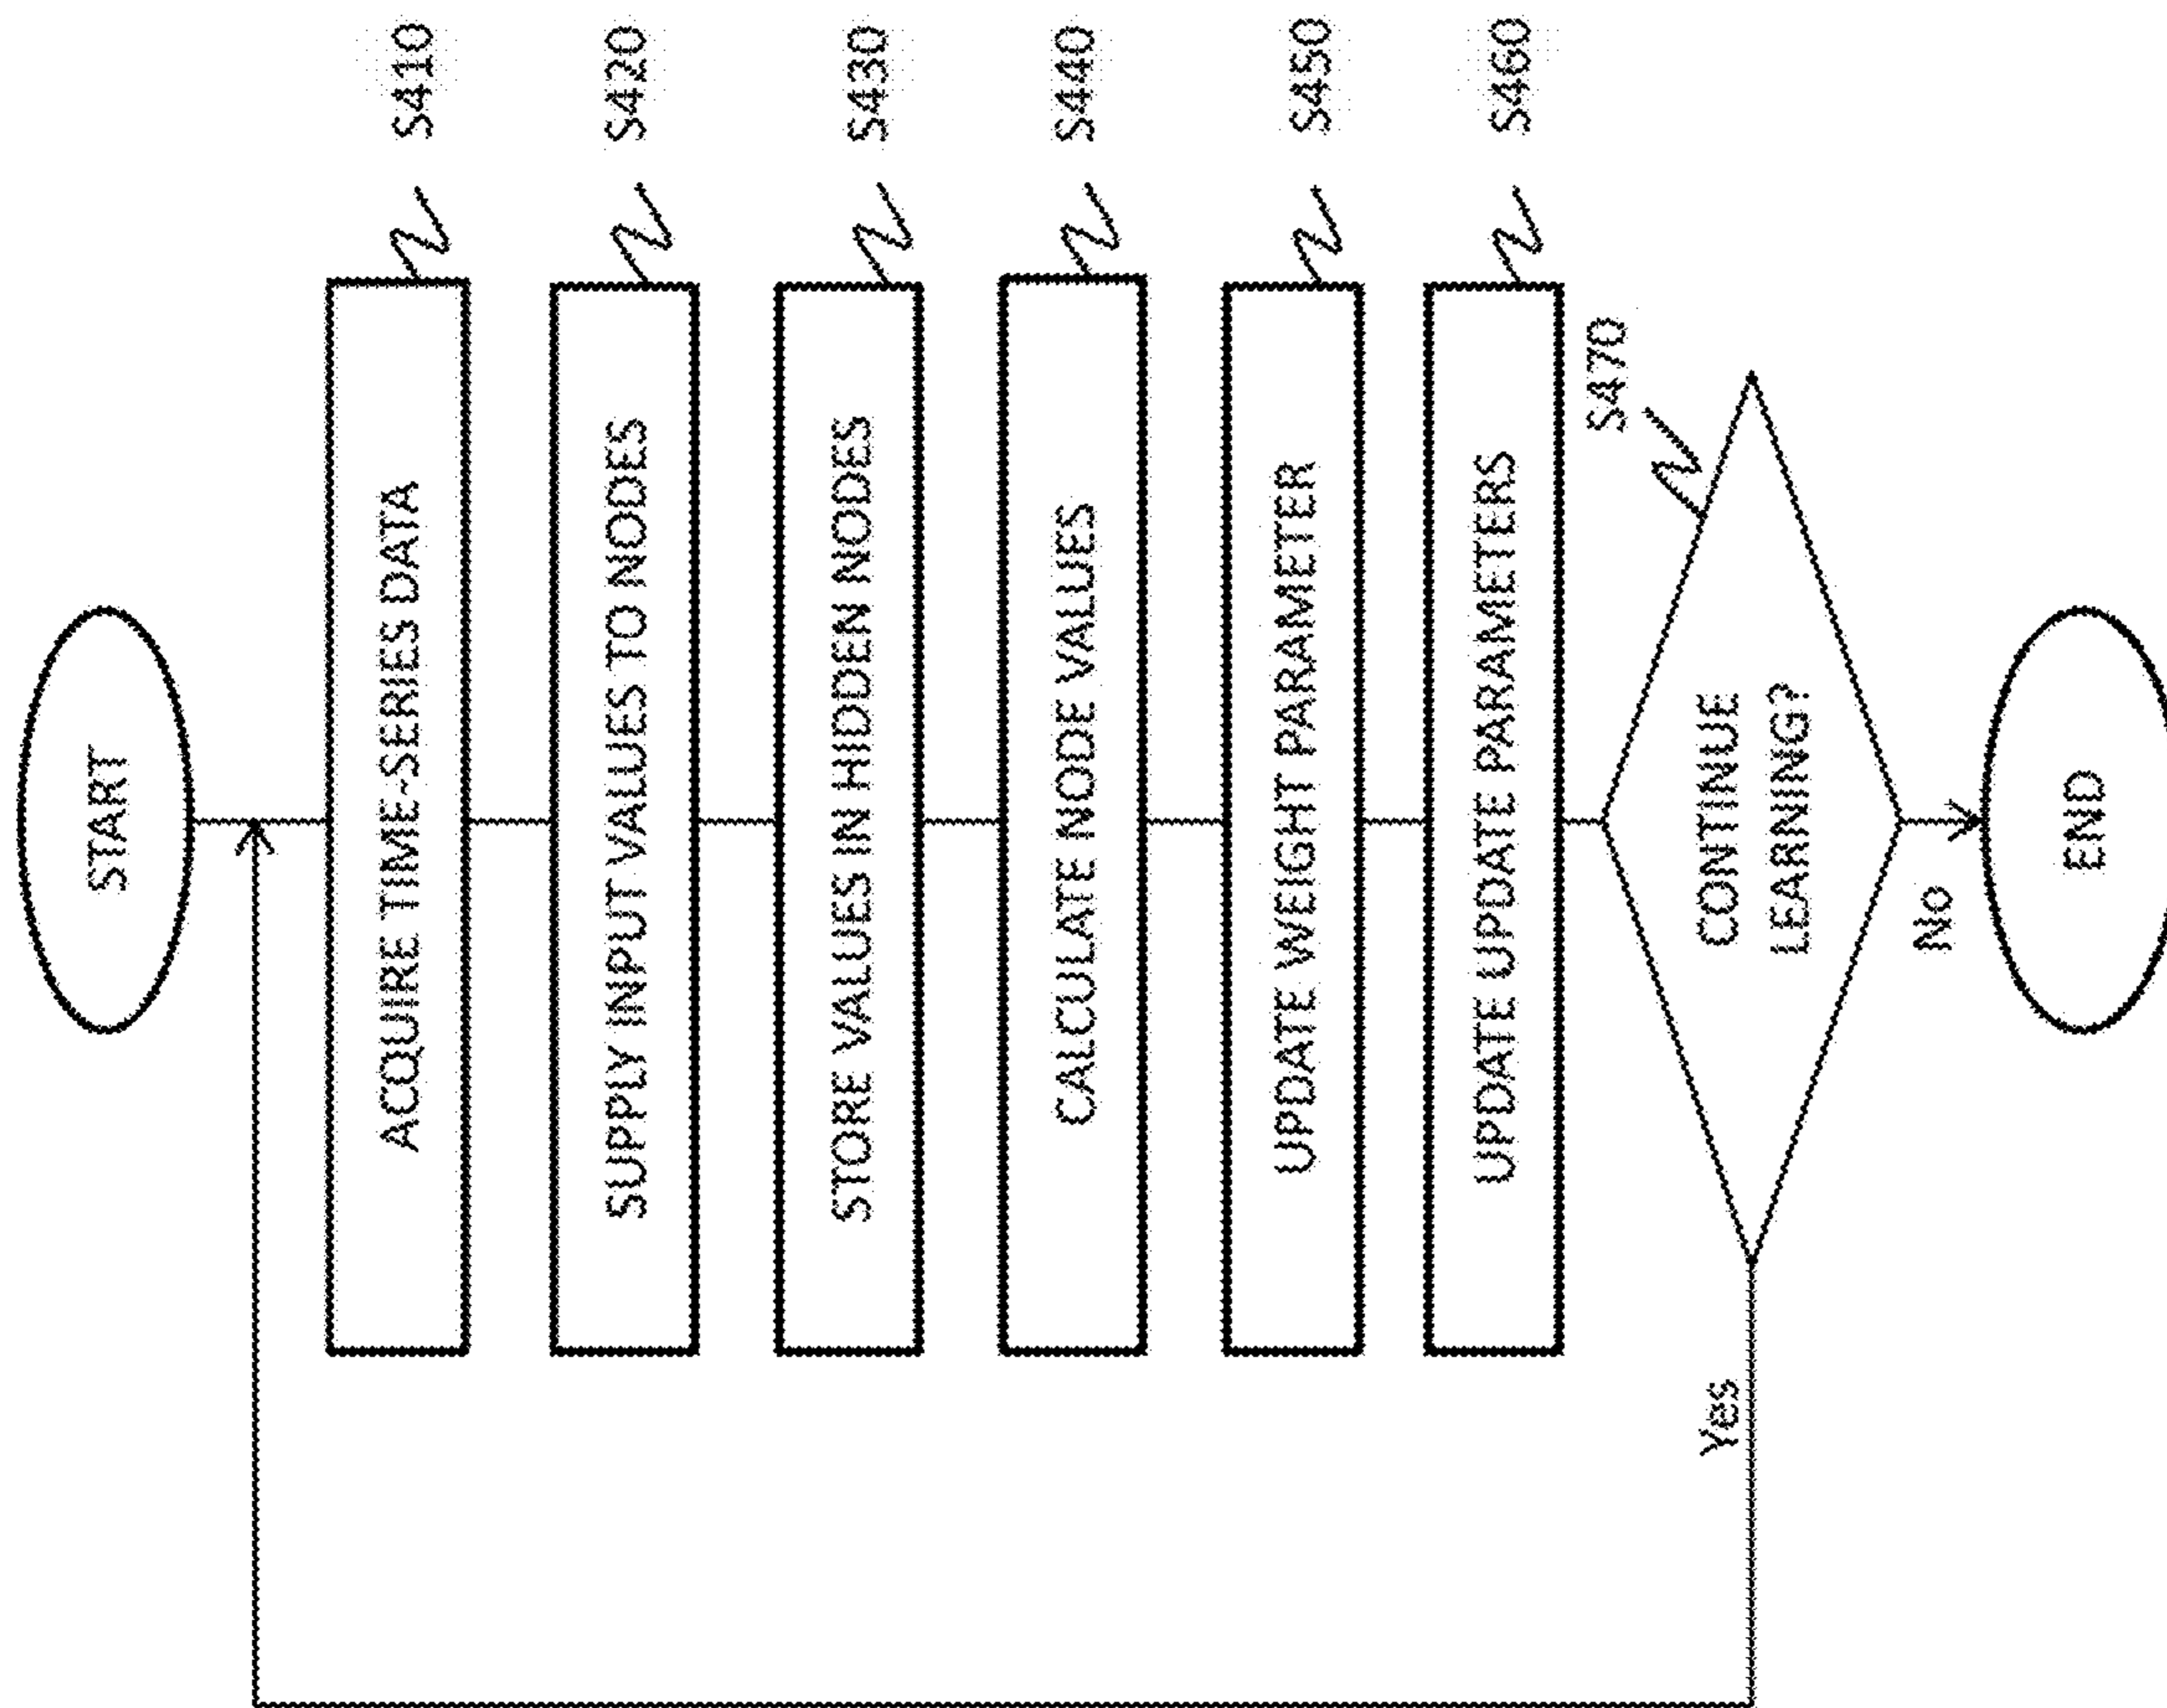 START
ACQUIRE TIME-SERIES DATA
S410
SUPPLY INPUT VALUES TO NODES
S420
STORE VALUES IN HIDDEN NODES
S430
CALCULATE NODE VALUES
S440
UPDATE WEIGHT PARAMETER
S450
UPDATE UPDATE PARAMETERS
S460
S470
CONTINUE
LEARNING?
Yes
No
END